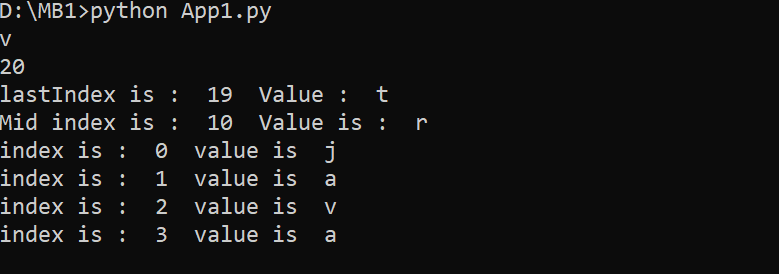 D:\MB1>python App1.py
v
20
lastIndex is :  19  Value :  t
Mid index is :  10  Value is :  r
index is :  0  value is  j
index is :  1  value is  a
index is :  2  value is  v
index is :  3  value is  a